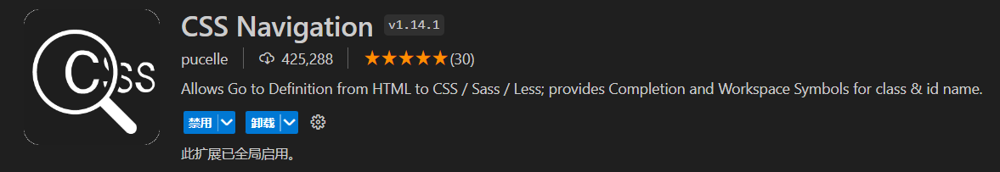 CSS
CSS Navigation v1.14.1
pucelle 425,288 ★★★★★(30)
Allows Go to Definition from HTML to CSS / Sass / Less; provides Completion and Workspace Symbols for class & id name.
禁用 卸载
此扩展已全局启用。